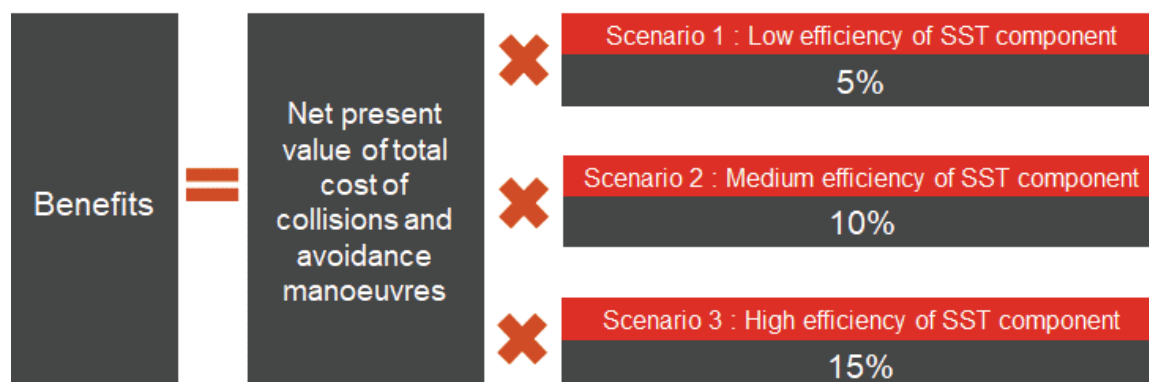 Benefits
Net present
value of total
cost of
collisions and
avoidance
manoeuvres
Scenario 1 : Low efficiency of SST component
5%
Scenario 2 : Medium efficiency of SST component
10%
Scenario 3 : High efficiency of SST component
15%